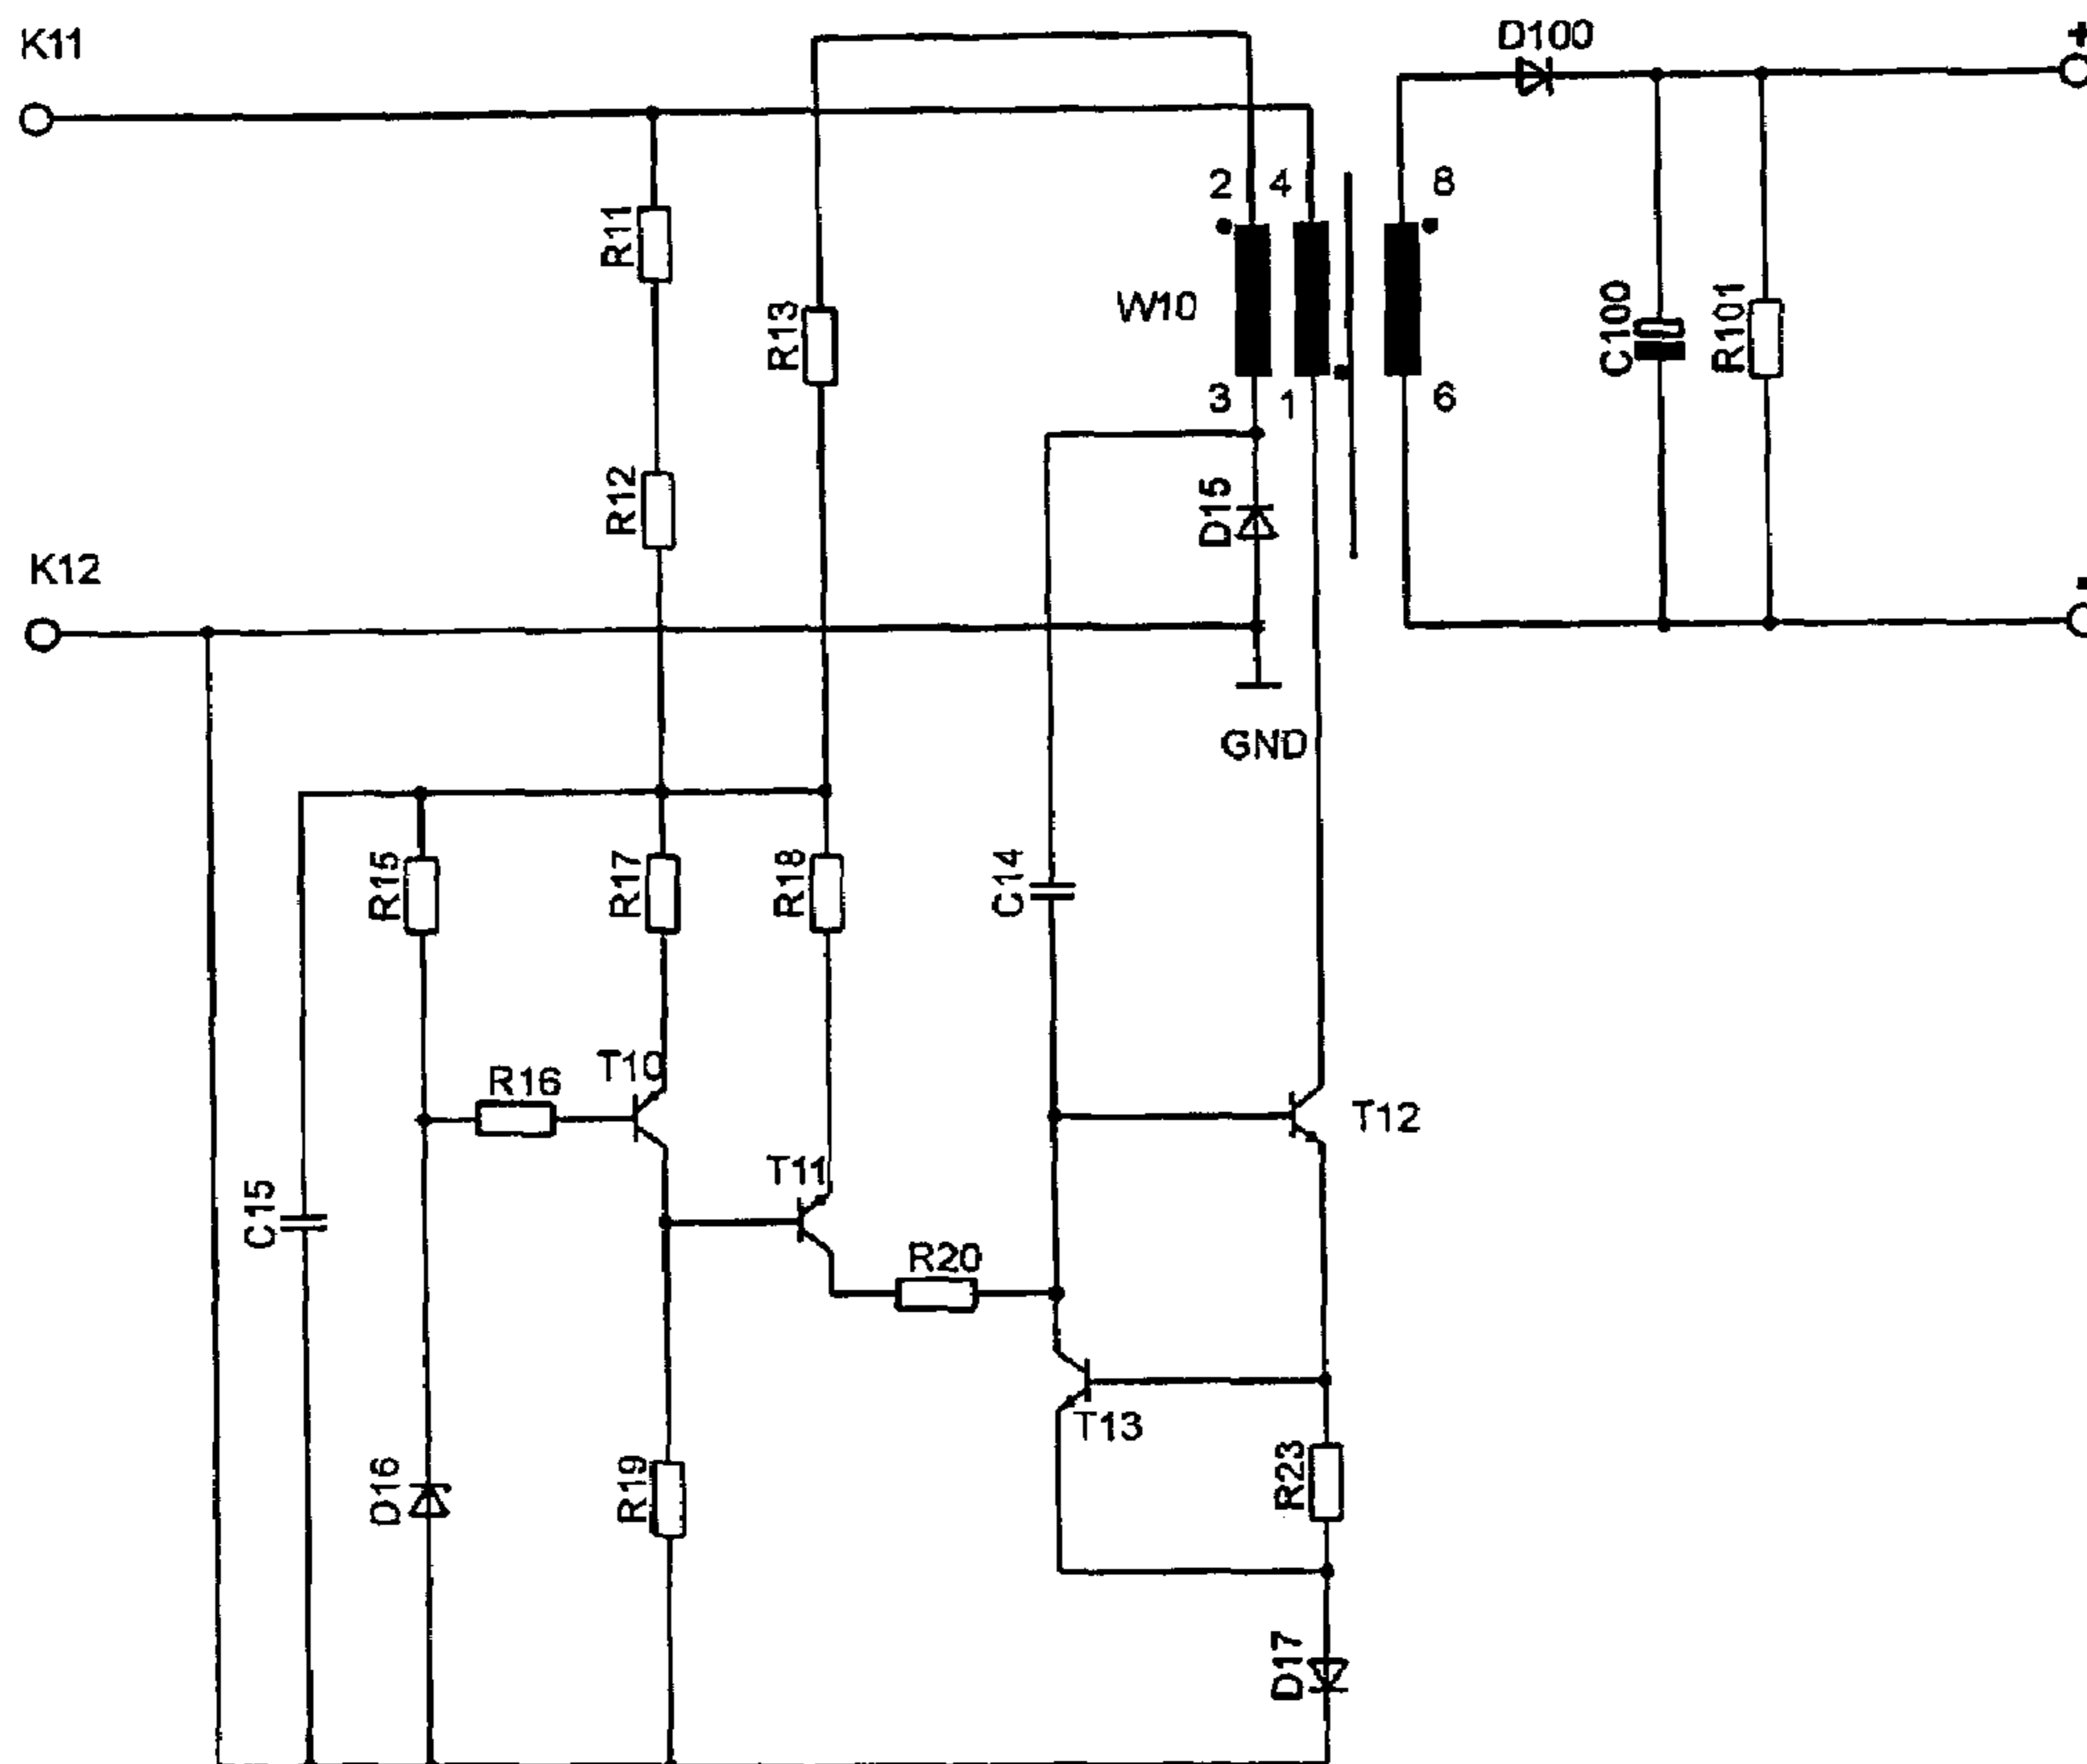 K11
D100
+
2
4
8
R11
W10
R13
C100
R101
3
1
6
R12
D15
K12
-
GND
R15
R17
R18
C14
T10
R16
T12
T11
C15
R20
T13
R23
D16
R19
D17